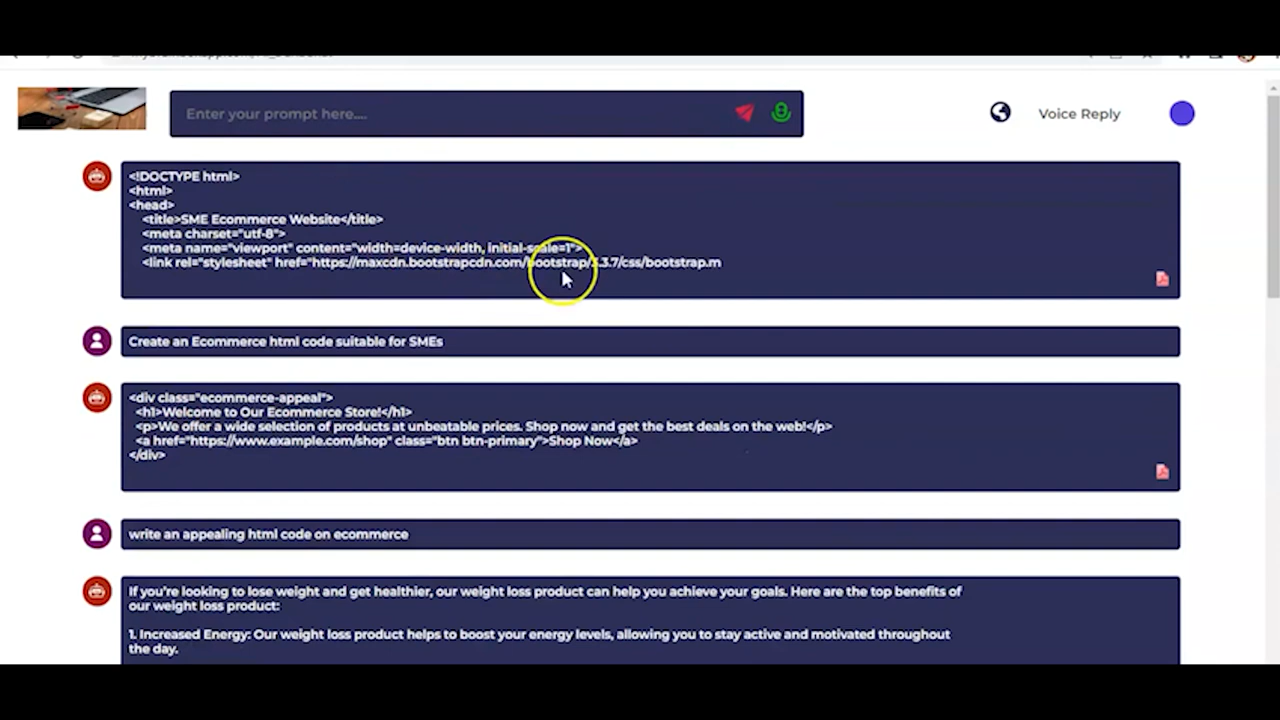 Enter your prompt here....
Voice Reply
<!DOCTYPE html>
<html>
<head>
<title>SME Ecommerce Website</title>
<meta charset="utf-8">
<meta name="viewport" content="width=device-width, initial-scale=1">
<link rel="stylesheet" href="https://maxcdn.bootstrapcdn.com/bootstrap/3.3.7/css/bootstrap.m
Create an Ecommerce html code suitable for SMEs
<div class="ecommerce-appeal">
<h1>Welcome to Our Ecommerce Store!</h1>
<p>We offer a wide selection of products at unbeatable prices. Shop now and get the best deals on the web!</p>
<a href="https://www.example.com/shop" class="btn btn-primary">Shop Now</a>
</div>
write an appealing html code on ecommerce
If you're looking to lose weight and get healthier, our weight loss product can help you achieve your goals. Here are the top benefits of
our weight loss product:
1. Increased Energy: Our weight loss product helps to boost your energy levels, allowing you to stay active and motivated throughout
the day.